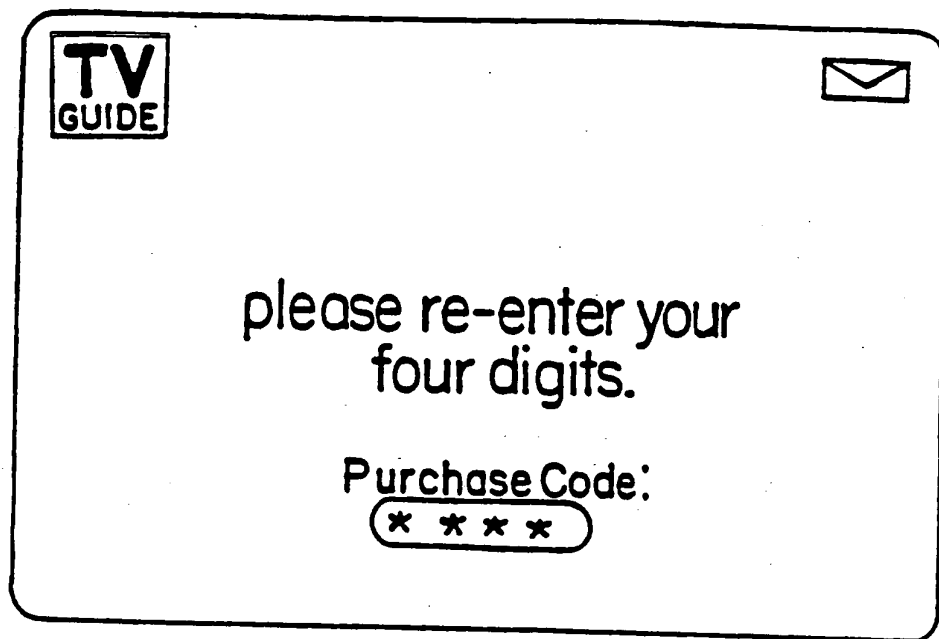 TV
GUIDE
please re-enter your
four digits.
Purchase Code:
* * * *